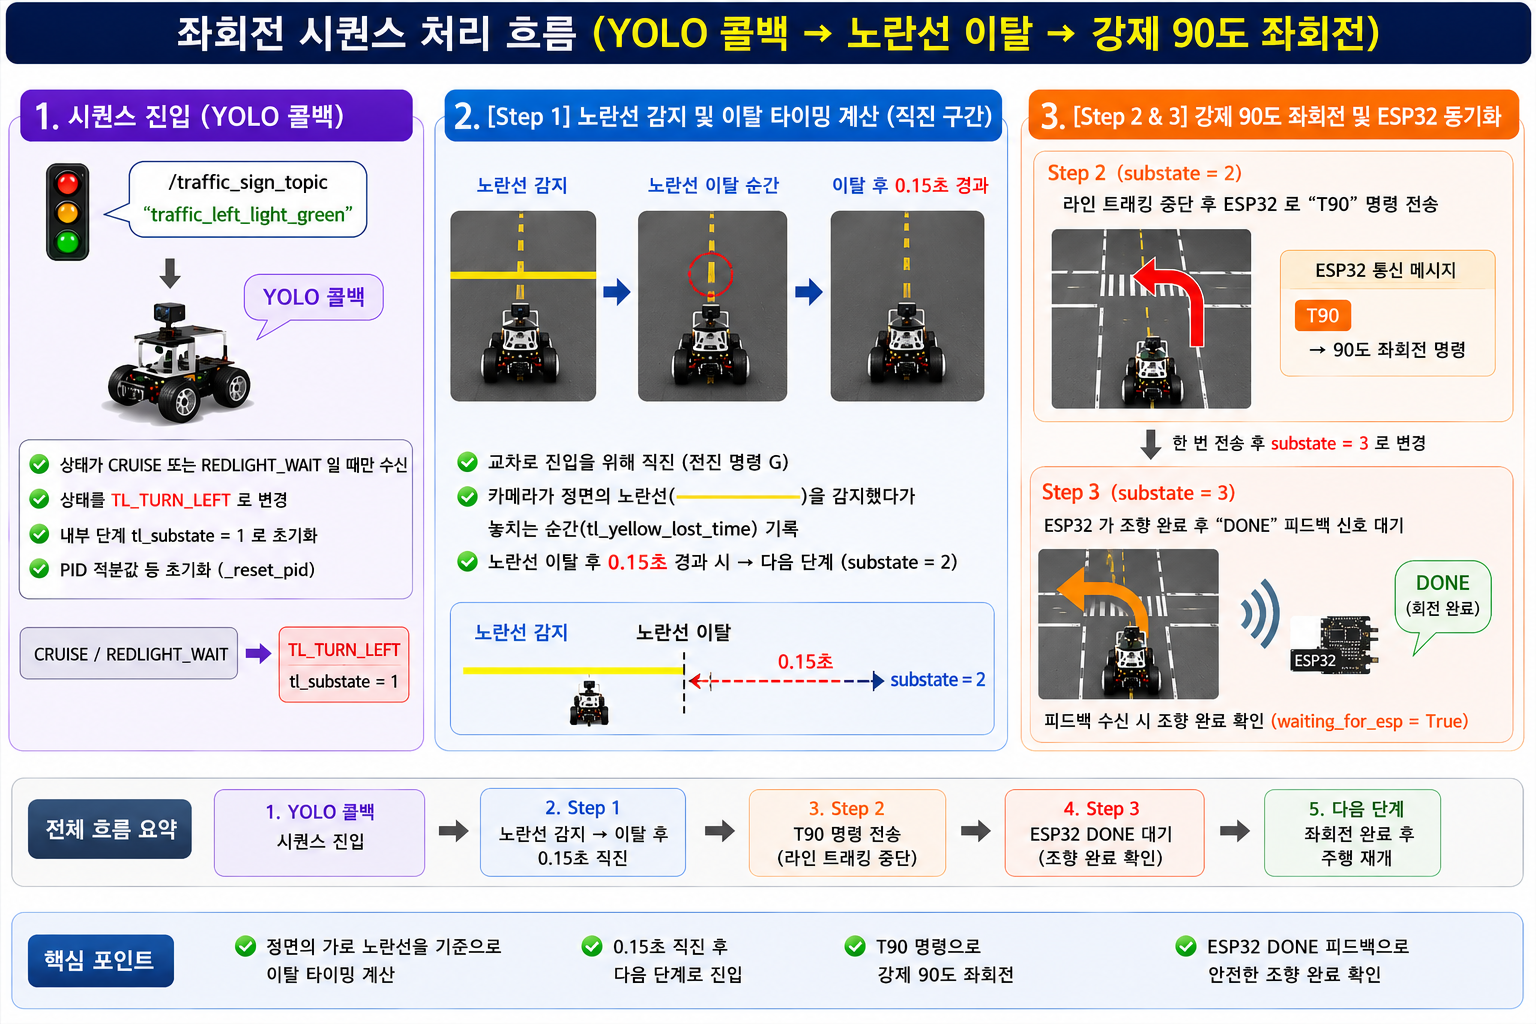 좌회전 시퀀스 처리 흐름 (YOLO 콜백 → 노란선 이탈 → 강제 90도 좌회전)
1. 시퀀스 진입 (YOLO 콜백)
/traffic_sign_topic
“traffic_left_light_green”
YOLO 콜백
상태가 CRUISE 또는 REDLIGHT_WAIT 일 때만 수신
상태를 TL_TURN_LEFT 로 변경
내부 단계 tl_substate = 1 로 초기화
PID 적분값 등 초기화 (_reset_pid)
CRUISE / REDLIGHT_WAIT
TL_TURN_LEFT
tl_substate = 1
2. [Step 1] 노란선 감지 및 이탈 타이밍 계산 (직진 구간)
노란선 감지
노란선 이탈 순간
이탈 후 0.15초 경과
교차로 진입을 위해 직진 (전진 명령 G)
카메라가 정면의 노란선( )을 감지했다가
놓치는 순간(tl_yellow_lost_time) 기록
노란선 이탈 후 0.15초 경과 시 → 다음 단계 (substate = 2)
노란선 감지
노란선 이탈
0.15초
substate = 2
3. [Step 2 & 3] 강제 90도 좌회전 및 ESP32 동기화
Step 2 (substate = 2)
라인 트래킹 중단 후 ESP32 로 “T90” 명령 전송
ESP32 통신 메시지
T90
→ 90도 좌회전 명령
한 번 전송 후 substate = 3 로 변경
Step 3 (substate = 3)
ESP32 가 조향 완료 후 “DONE” 피드백 신호 대기
DONE
(회전 완료)
ESP32
피드백 수신 시 조향 완료 확인 (waiting_for_esp = True)
전체 흐름 요약
1. YOLO 콜백
시퀀스 진입
2. Step 1
노란선 감지 → 이탈 후
0.15초 직진
3. Step 2
T90 명령 전송
(라인 트래킹 중단)
4. Step 3
ESP32 DONE 대기
(조향 완료 확인)
5. 다음 단계
좌회전 완료 후
주행 재개
핵심 포인트
정면의 가로 노란선을 기준으로
이탈 타이밍 계산
0.15초 직진 후
다음 단계로 진입
T90 명령으로
강제 90도 좌회전
ESP32 DONE 피드백으로
안전한 조향 완료 확인